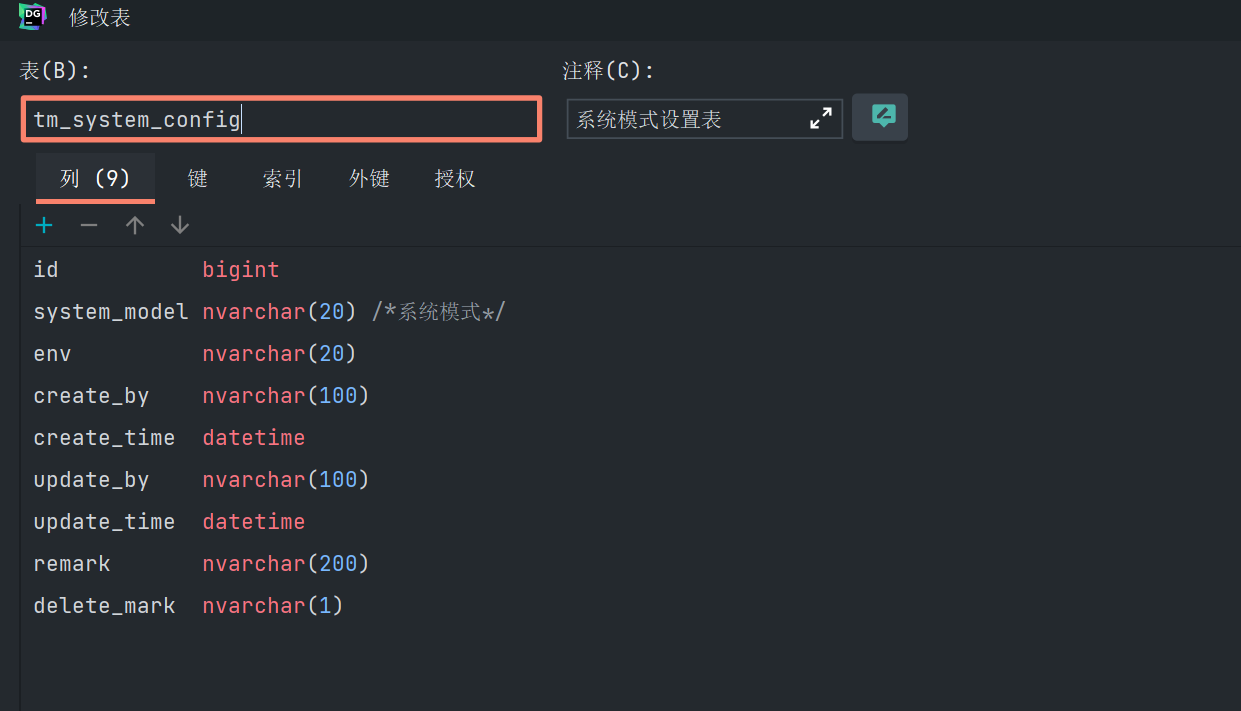 DG 修改表
表(B): 注释(C):
tm_system_config 系统模式设置表
列 (9) 键 索引 外键 授权
id bigint
system_model nvarchar(20) /*系统模式*/
env nvarchar(20)
create_by nvarchar(100)
create_time datetime
update_by nvarchar(100)
update_time datetime
remark nvarchar(200)
delete_mark nvarchar(1)